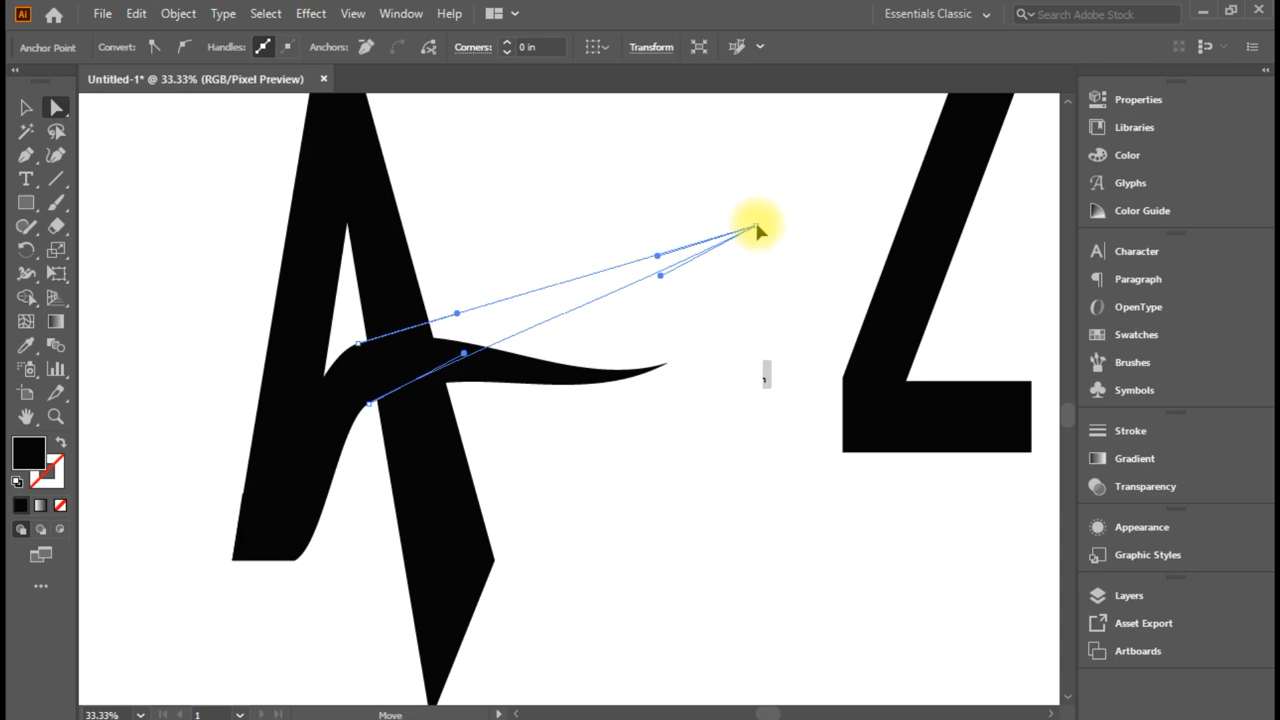 Ai File Edit Object Type Select Effect View Window Help Essentials Classic Search Adobe Stock
Anchor Point Convert: Handles: Anchors: Corners: 0 in Transform
Untitled-1* @ 33.33% (RGB/Pixel Preview) ×
Properties
Libraries
Color
Glyphs
Color Guide
Character
Paragraph
OpenType
Swatches
Brushes
Symbols
Stroke
Gradient
Transparency
Appearance
Graphic Styles
Layers
Asset Export
Artboards
A Z
33.33% 1 Move